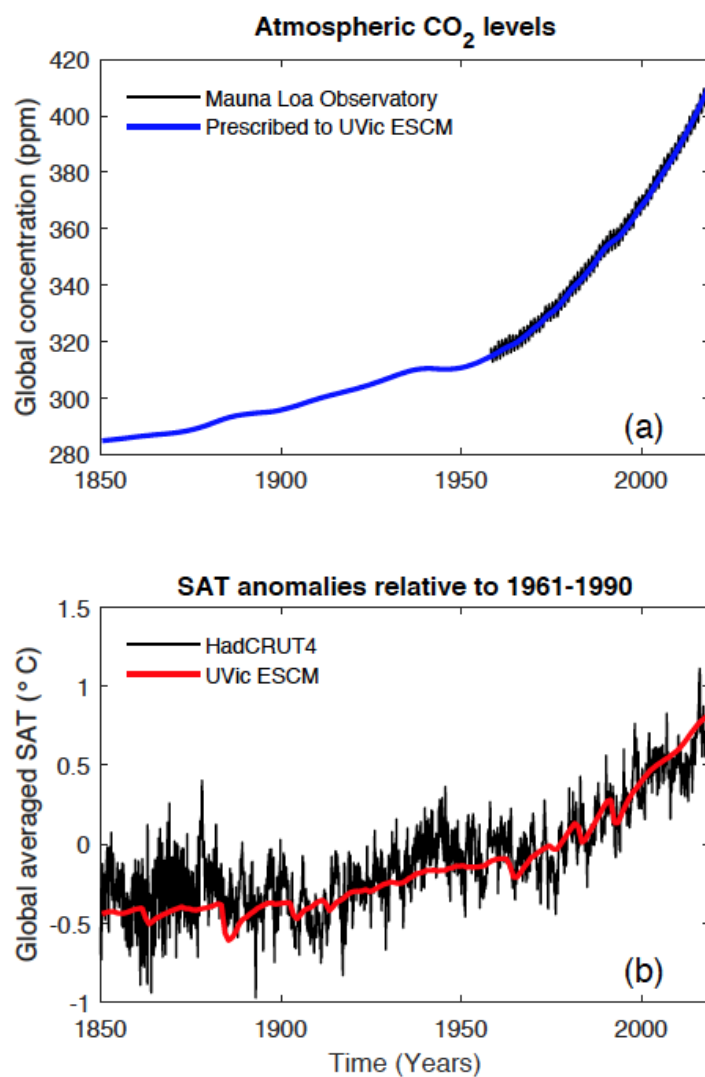 Atmospheric CO2 levels
Global concentration (ppm)
420
400
380
360
340
320
300
280
Mauna Loa Observatory
Prescribed to UVic ESCM
(a)
1850 1900 1950 2000
SAT anomalies relative to 1961-1990
Global averaged SAT (° C)
1.5
1
0.5
0
-0.5
-1
HadCRUT4
UVic ESCM
(b)
1850 1900 1950 2000
Time (Years)